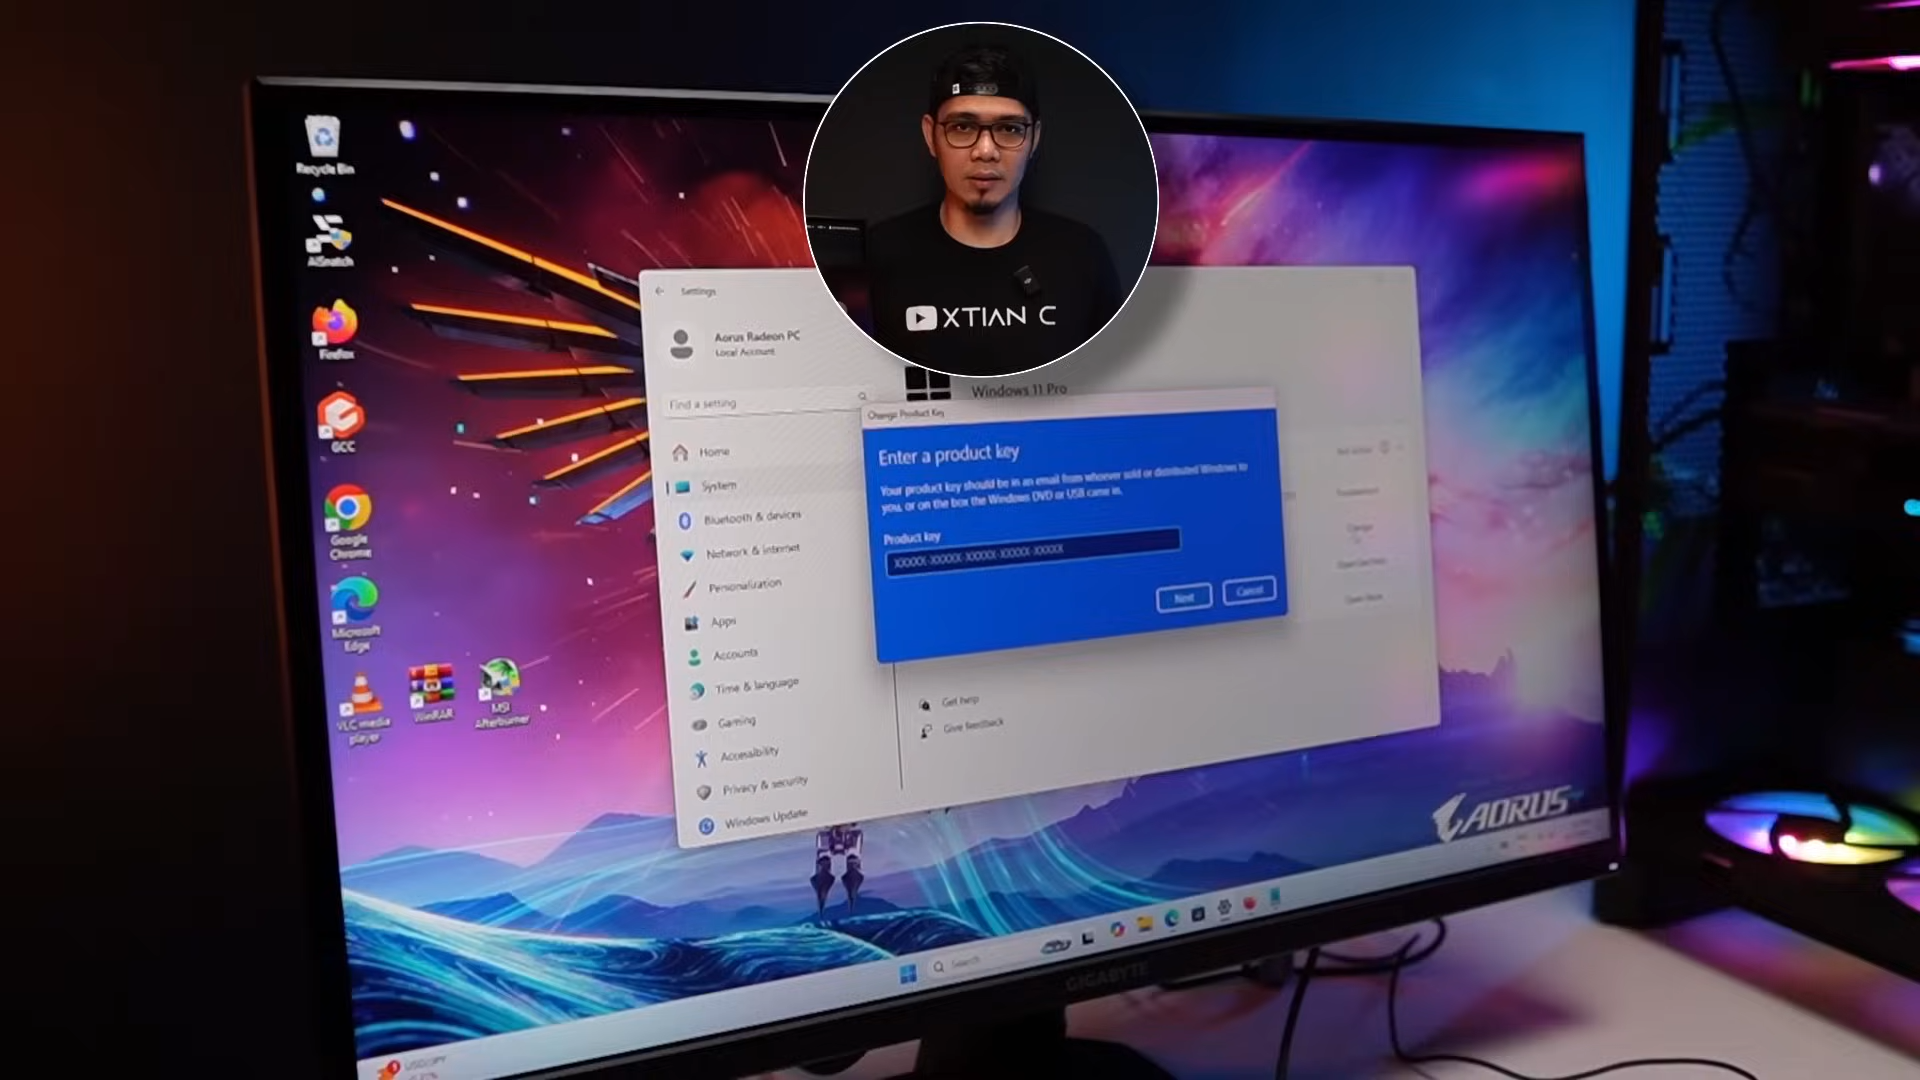 Recycle Bin
AISnatch
Firefox
GCC
Google
Chrome
Microsoft
Edge
VLC media
player
WinRAR
MSI
Afterburner
XTIAN C
Settings
Aorus Radeon PC
Local Account
Find a setting
Home
System
Bluetooth & devices
Network & internet
Personalization
Apps
Accounts
Time & language
Gaming
Accessibility
Privacy & security
Windows Update
Windows 11 Pro
Change Product Key
Enter a product key
Your product key should be in an email from whoever sold or distributed Windows to
you, or on the box the Windows DVD or USB came in.
Product key
XXXXX-XXXXX-XXXXX-XXXXX-XXXXX
Next
Cancel
Change
Get help
Give feedback
AORUS
Search
GIGABYTE
USD/JPY